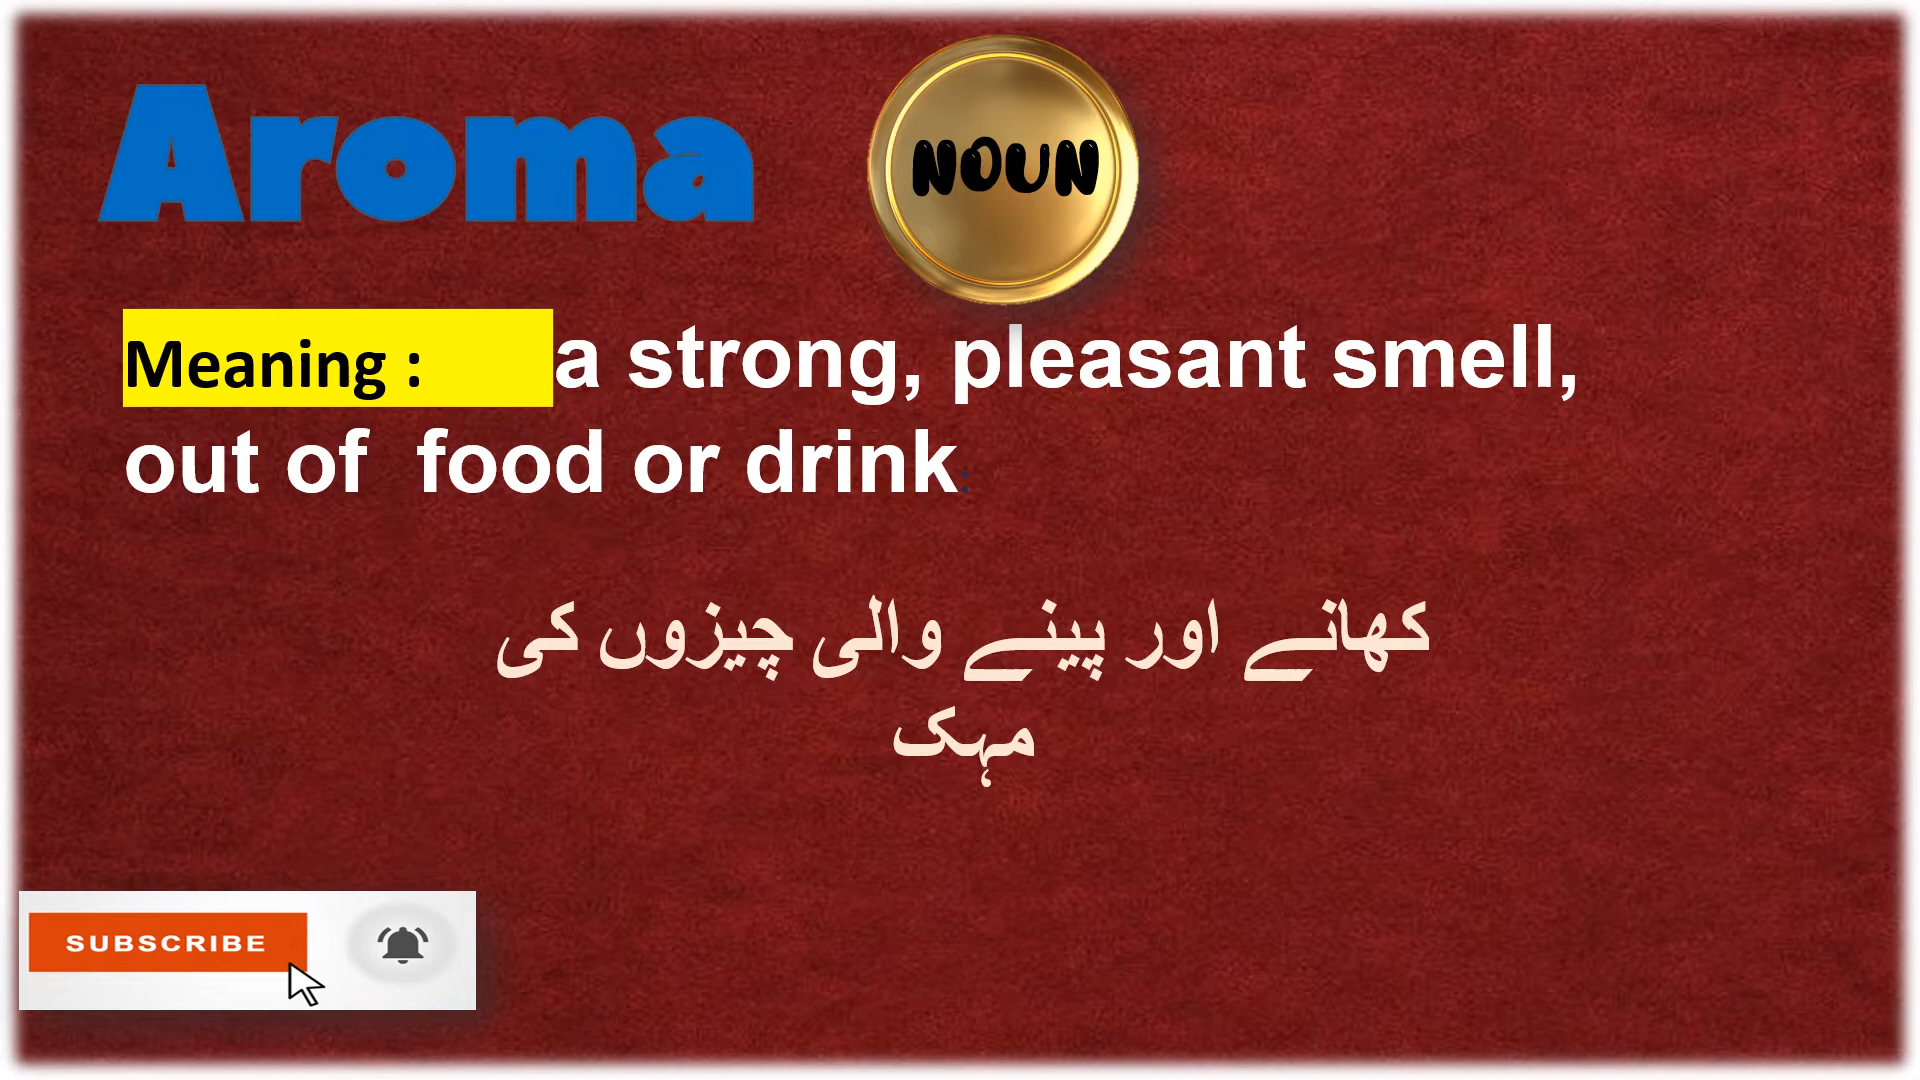 Aroma
NOUN
Meaning : a strong, pleasant smell,
out of food or drink:
کھانے اور پینے والی چیزوں کی
مہک
SUBSCRIBE